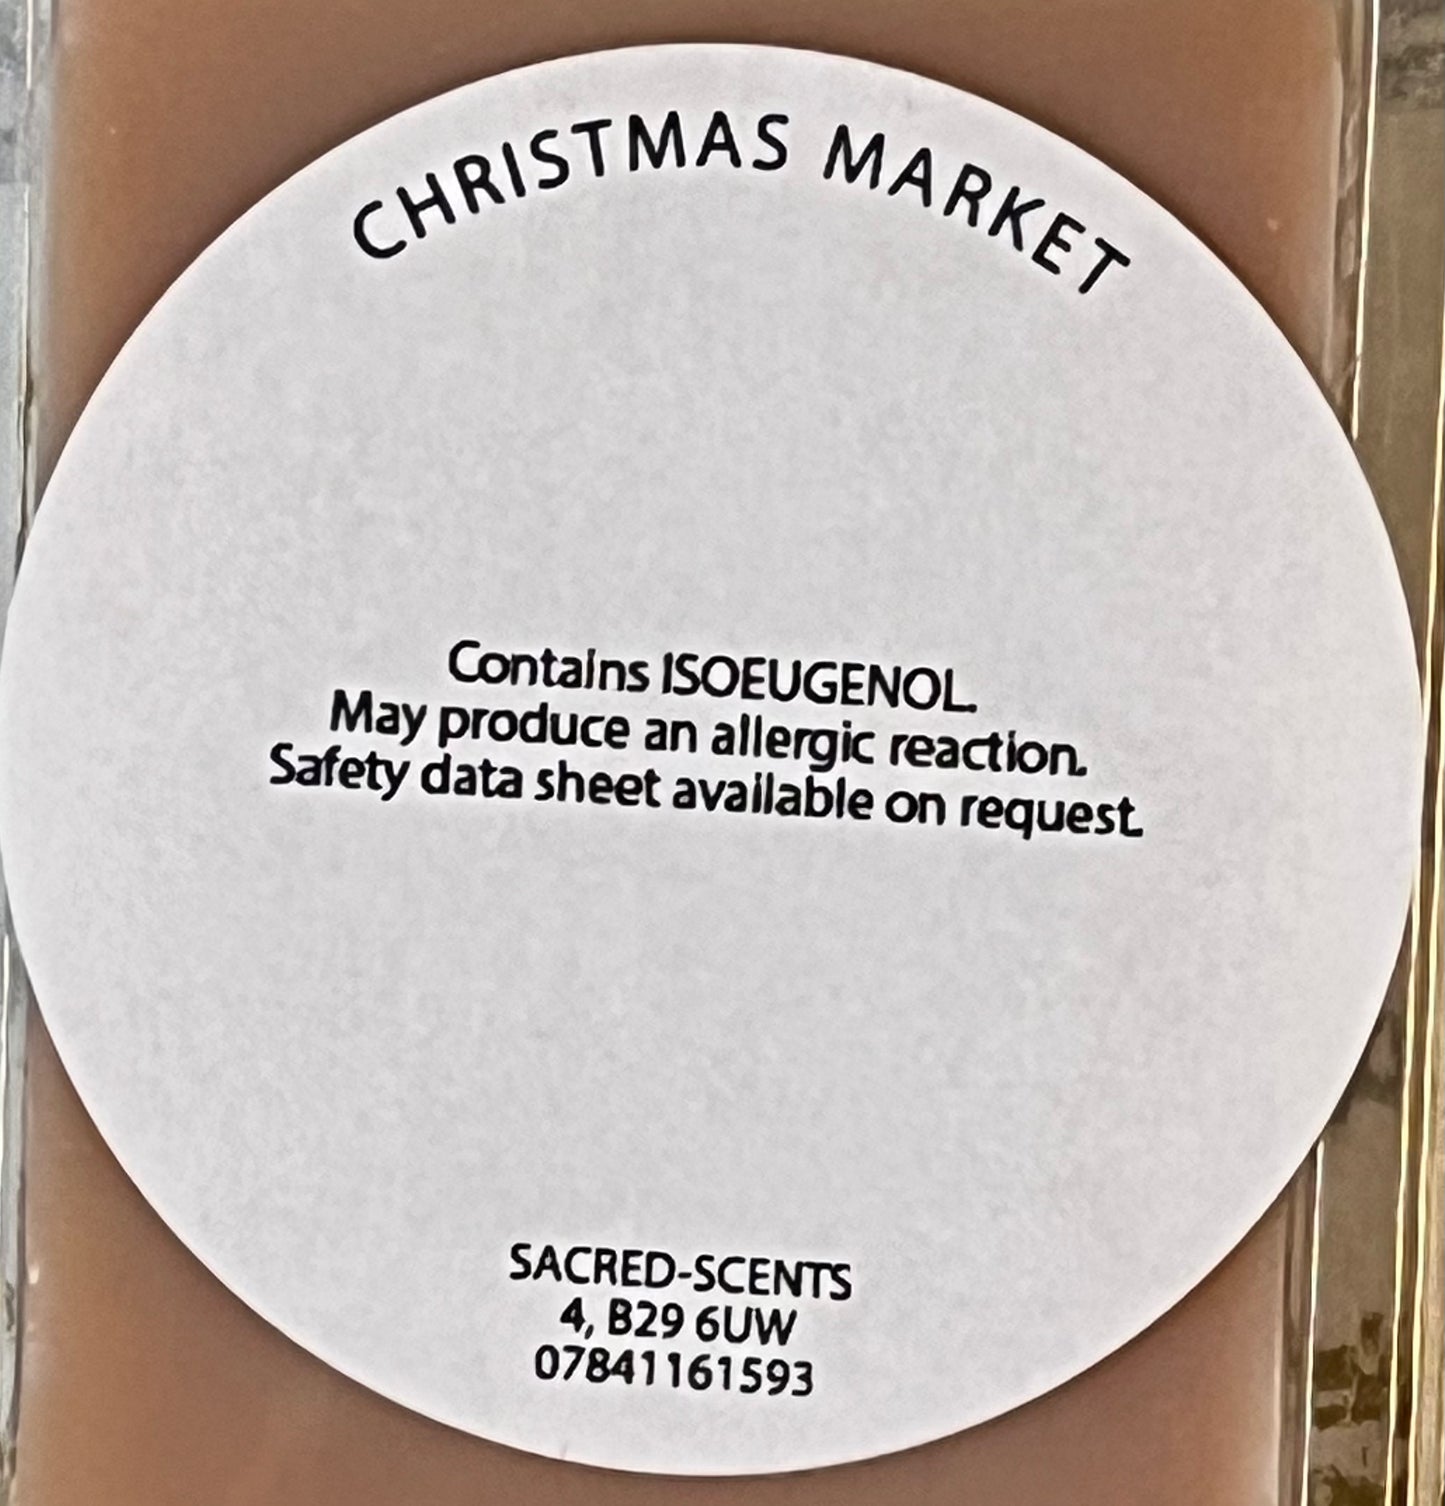 CHRISTMAS MARKET
Contains ISOEUGENOL.
May produce an allergic reaction.
Safety data sheet available on request.
SACRED-SCENTS
4, B29 6UW
07841161593